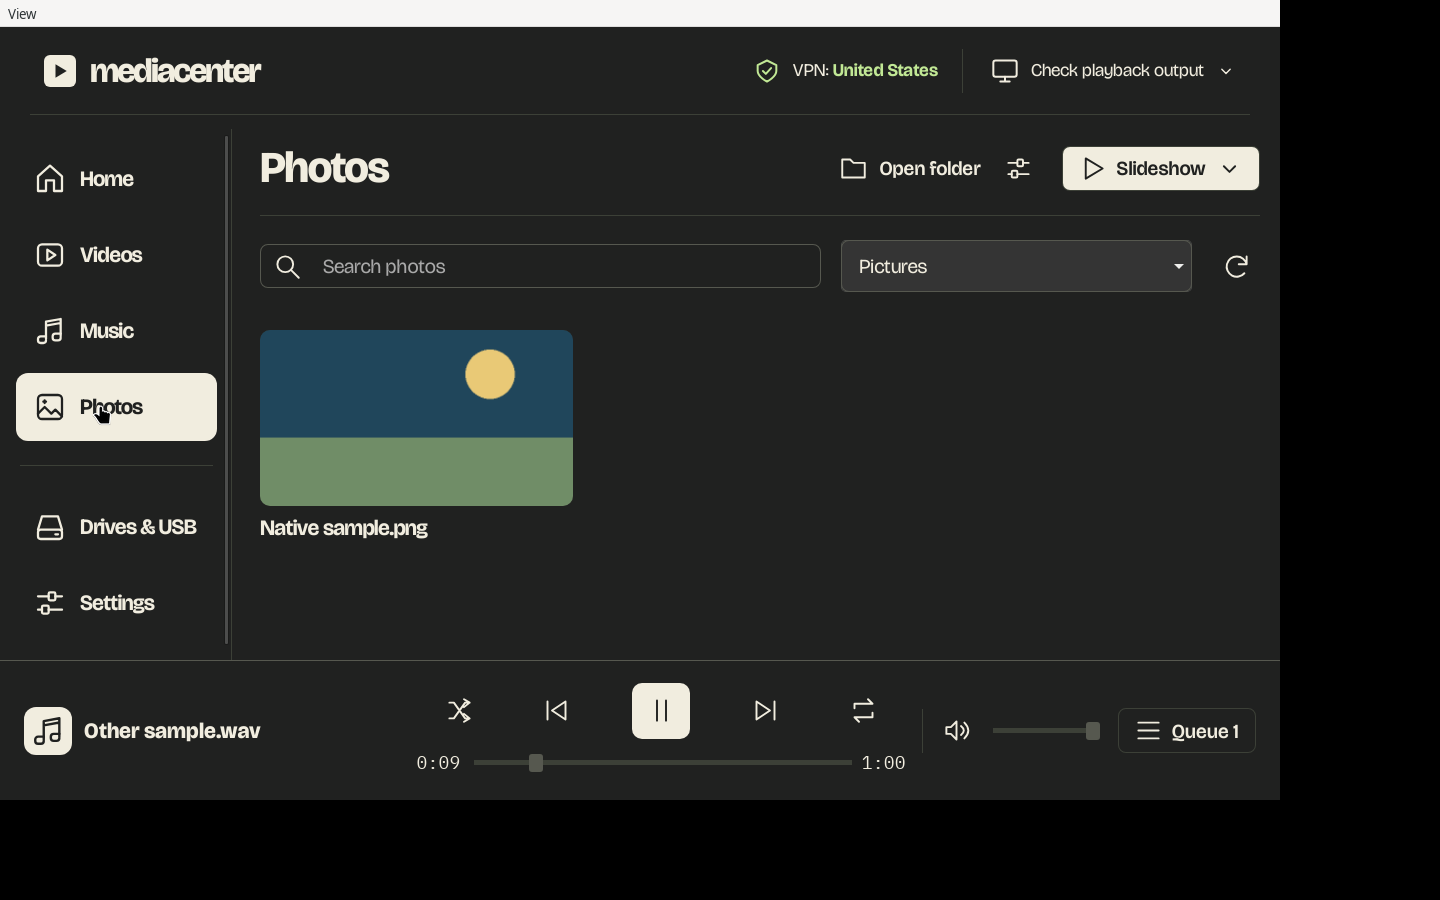 View
mediacenter
VPN: United States
Check playback output
Home
Videos
Music
Photos
Drives & USB
Settings
Photos
Open folder
Slideshow
Search photos
Pictures
Native sample.png
Other sample.wav
0:09
1:00
Queue 1